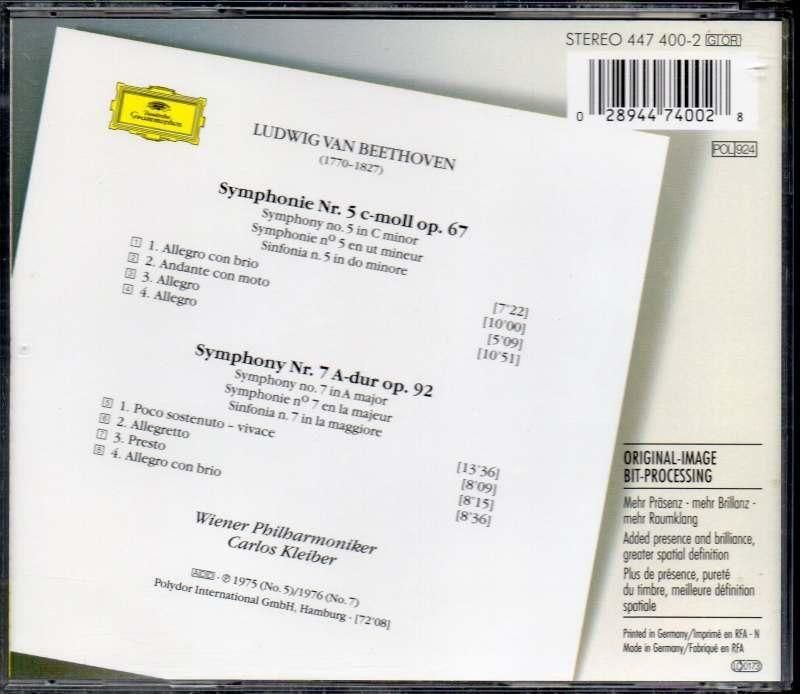 STEREO 447 400-2 GIOR
0 28944 74002 8
POL 924
Deutsche
Grammophon
LUDWIG VAN BEETHOVEN
(1770–1827)
Symphonie Nr. 5 c-moll op. 67
Symphony no. 5 in C minor
Symphonie nº 5 en ut mineur
Sinfonia n. 5 in do minore
1 1. Allegro con brio [7'22]
2 2. Andante con moto [10'00]
3 3. Allegro [5'09]
4 4. Allegro [10'51]
Symphony Nr. 7 A-dur op. 92
Symphony no. 7 in A major
Symphonie nº 7 en la majeur
Sinfonia n. 7 in la maggiore
5 1. Poco sostenuto – vivace [13'36]
6 2. Allegretto [8'09]
7 3. Presto [8'15]
8 4. Allegro con brio [8'36]
Wiener Philharmoniker
Carlos Kleiber
ADD · ℗ 1975 (No. 5)/1976 (No. 7)
Polydor International GmbH, Hamburg · [72'08]
ORIGINAL-IMAGE
BIT-PROCESSING
Mehr Präsenz - mehr Brillanz -
mehr Raumklang
Added presence and brilliance,
greater spatial definition
Plus de présence, pureté
du timbre, meilleure définition
spatiale
Printed in Germany/Imprimé en RFA - N
Made in Germany/Fabriqué en RFA
0173